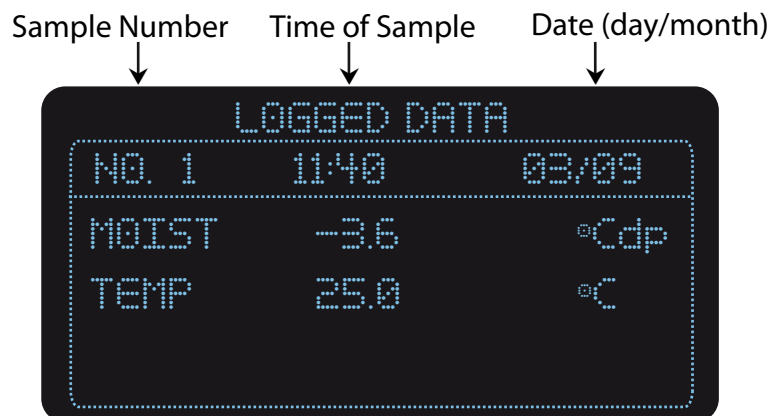 Sample Number Time of Sample Date (day/month)
LOGGED DATA
NO. 1 11:40 03/09
MOIST -3.6 °Cdp
TEMP 25.0 °C